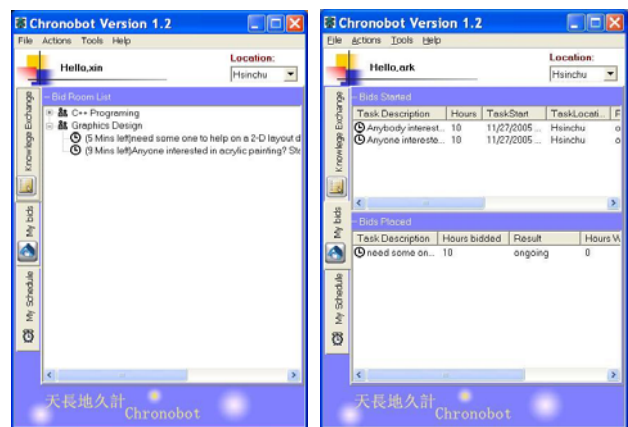 Chronobot Version 1.2
File Actions Tools Help
Hello,xin
Location:
Hsinchu
Knowlege Exchange
My bids
My Schedule
Bid Room List
C++ Programing
Graphics Design
(5 Mins left)need some one to help on a 2-D layout d
(9 Mins left)Anyone interested in acrylic painting? Sta
天長地久計
Chronobot
Chronobot Version 1.2
File Actions Tools Help
Hello,ark
Location:
Hsinchu
Knowlege Exchange
My bids
My Schedule
Bids Started
Task Description Hours TaskStart TaskLocati..
Anybody interest... 10 11/27/2005 ... Hsinchu
Anyone intereste... 10 11/27/2005 ... Hsinchu
Bids Placed
Task Description Hours bidded Result Hours W
need some on... 10 ongoing 0
天長地久計
Chronobot